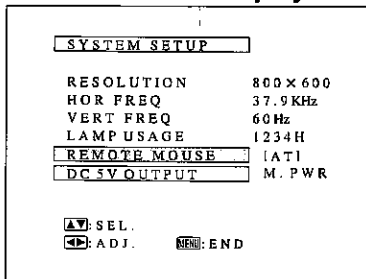 SYSTEM SETUP
RESOLUTION 800×600
HOR FREQ 37.9KHz
VERT FREQ 60Hz
LAMP USAGE 1234H
REMOTE MOUSE [AT]
DC 5V OUTPUT M.PWR
▲▼:SEL.
◀▶:ADJ. MENU:END